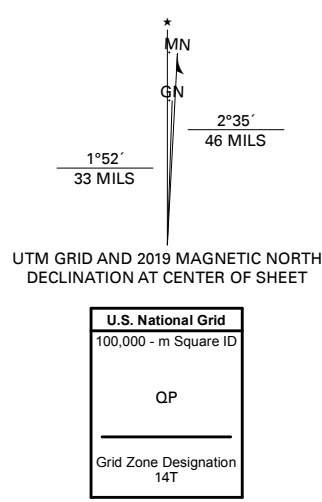 ★
MN
GN
2°35´
46 MILS
1°52´
33 MILS
UTM GRID AND 2019 MAGNETIC NORTH
DECLINATION AT CENTER OF SHEET
U.S. National Grid
100,000 - m Square ID
QP
Grid Zone Designation
14T